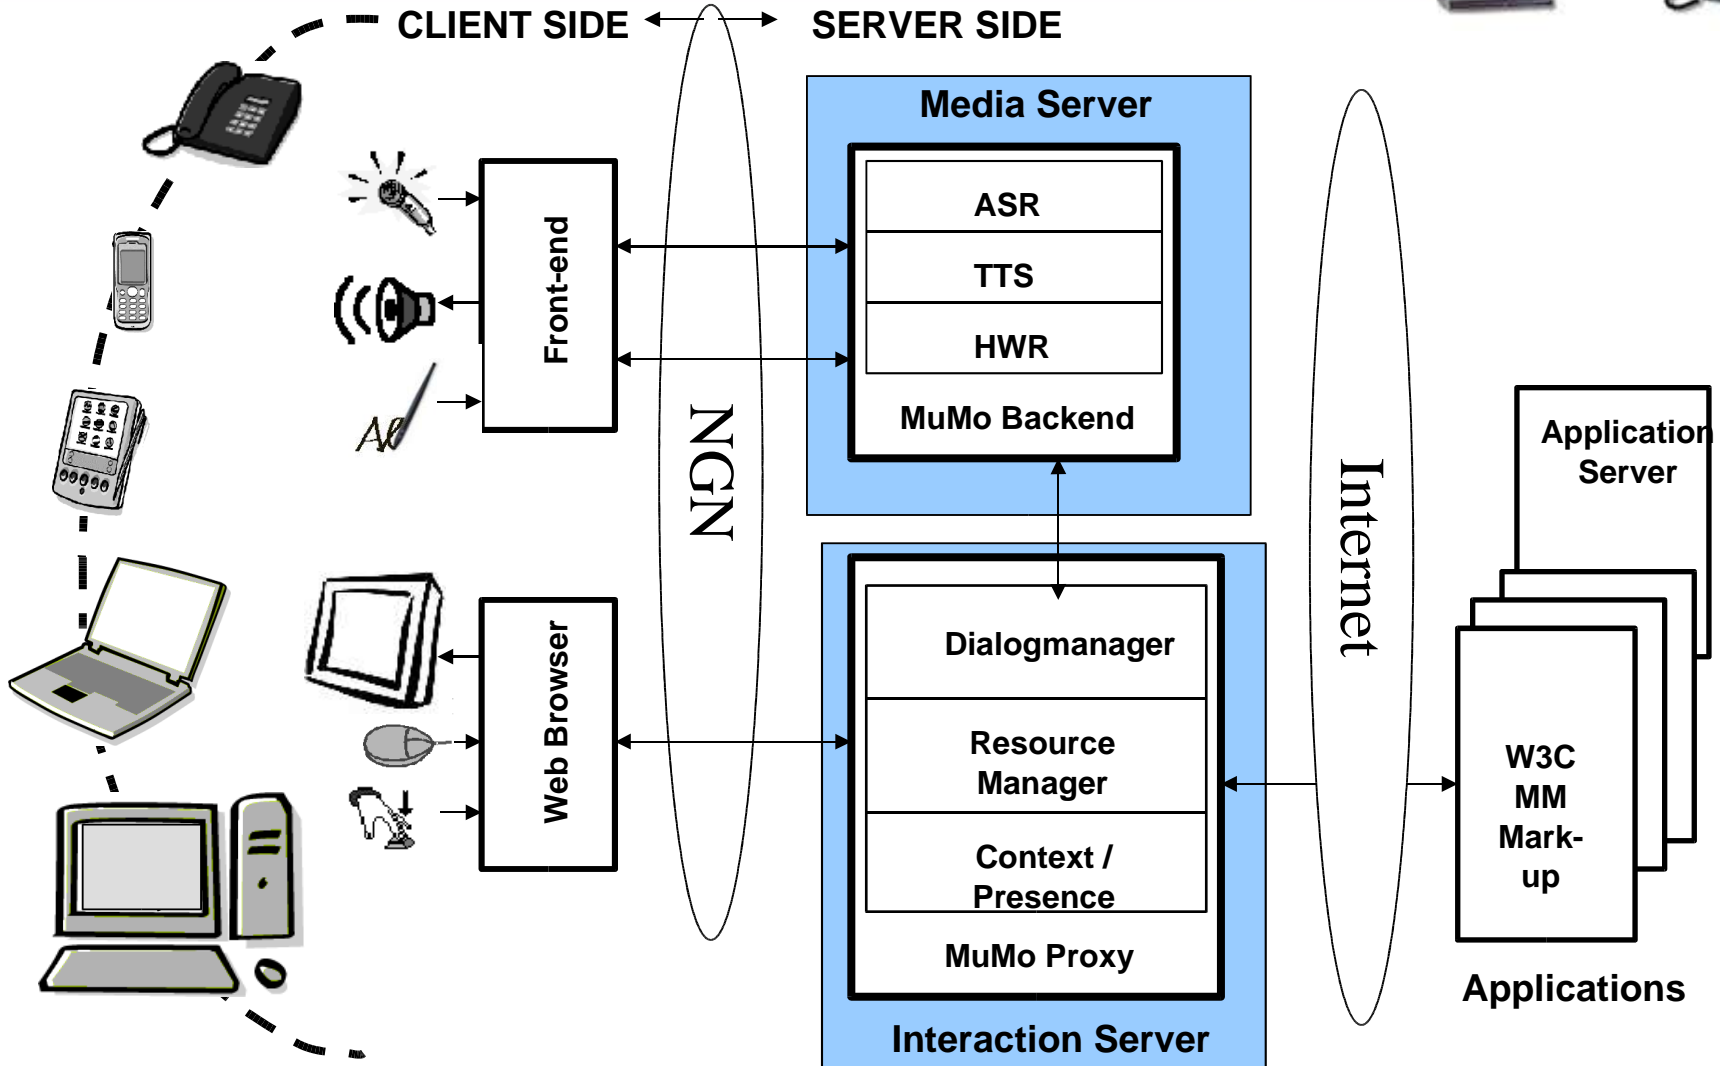 CLIENT SIDE
SERVER SIDE
Media Server
ASR
TTS
HWR
MuMo Backend
Front-end
NGN
Al
Web Browser
Dialogmanager
Resource
Manager
Context /
Presence
MuMo Proxy
Interaction Server
Internet
Application
Server
W3C
MM
Mark-
up
Applications